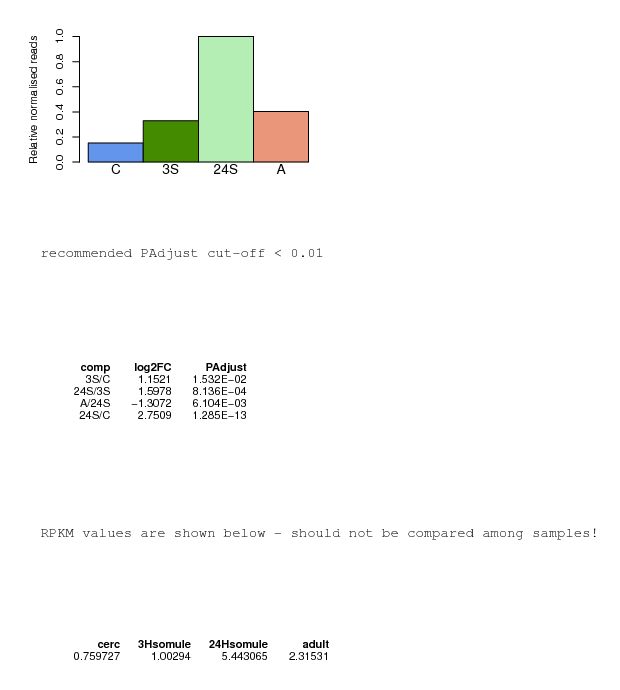 Relative normalised reads
1.0
0.8
0.6
0.4
0.2
0.0
C 3S 24S A
recommended PAdjust cut-off < 0.01
comp log2FC PAdjust
3S/C 1.1521 1.532E-02
24S/3S 1.5978 8.136E-04
A/24S -1.3072 6.104E-03
24S/C 2.7509 1.285E-13
RPKM values are shown below - should not be compared among samples!
cerc 3Hsomule 24Hsomule adult
0.759727 1.00294 5.443065 2.31531